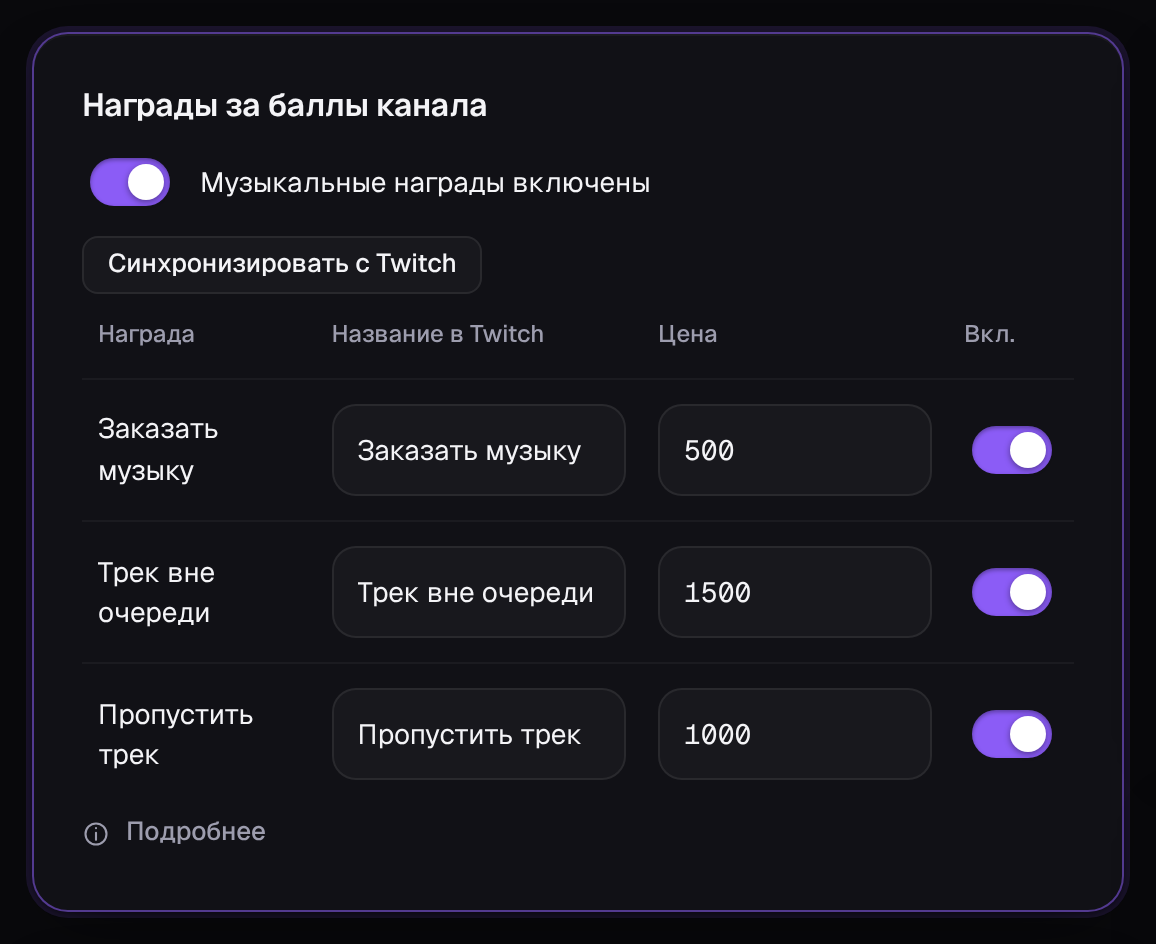 Награды за баллы канала
Музыкальные награды включены
Синхронизировать с Twitch
Награда Название в Twitch Цена Вкл.
Заказать
музыку
Заказать музыку
500
Трек вне
очереди
Трек вне очереди
1500
Пропустить
трек
Пропустить трек
1000
Подробнее